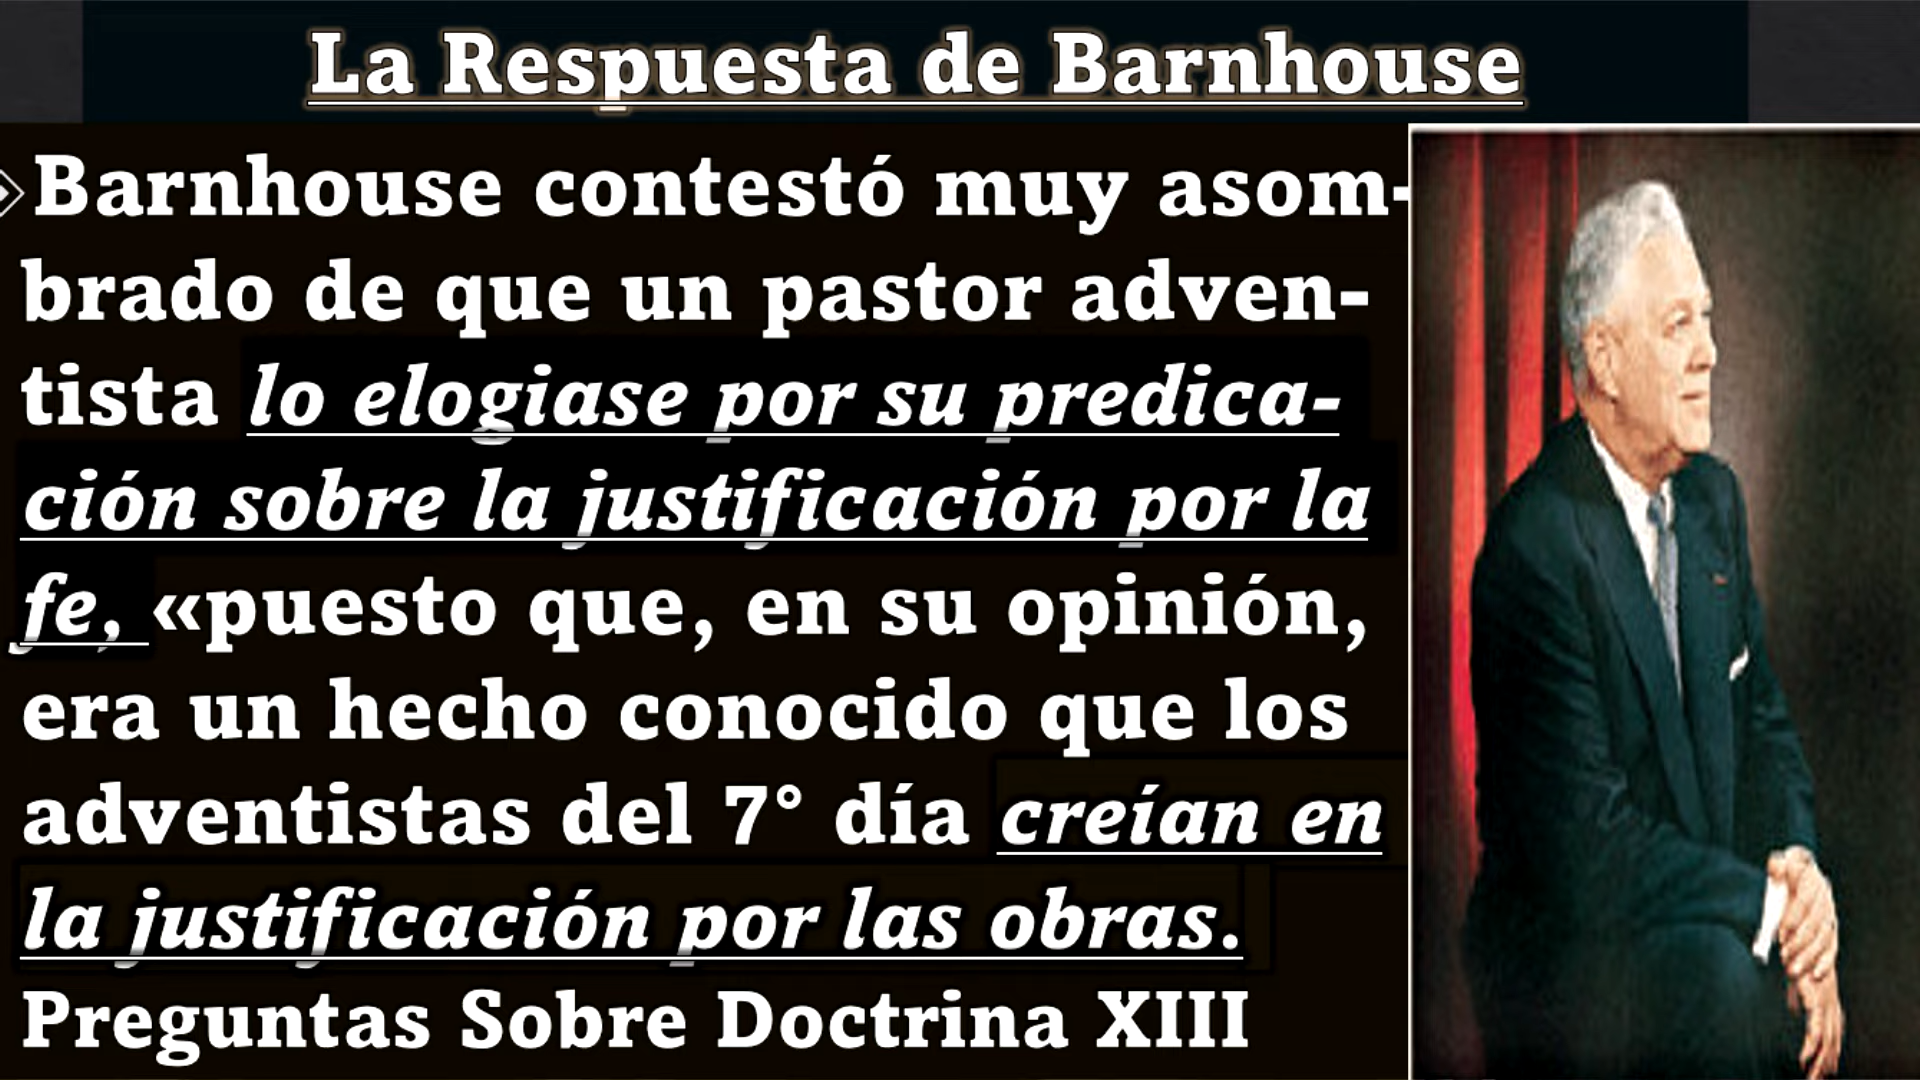 La Respuesta de Barnhouse
Barnhouse contestó muy asom-
brado de que un pastor adven-
tista lo elogiase por su predica-
ción sobre la justificación por la
fe, «puesto que, en su opinión,
era un hecho conocido que los
adventistas del 7° día creían en
la justificación por las obras.
Preguntas Sobre Doctrina XIII